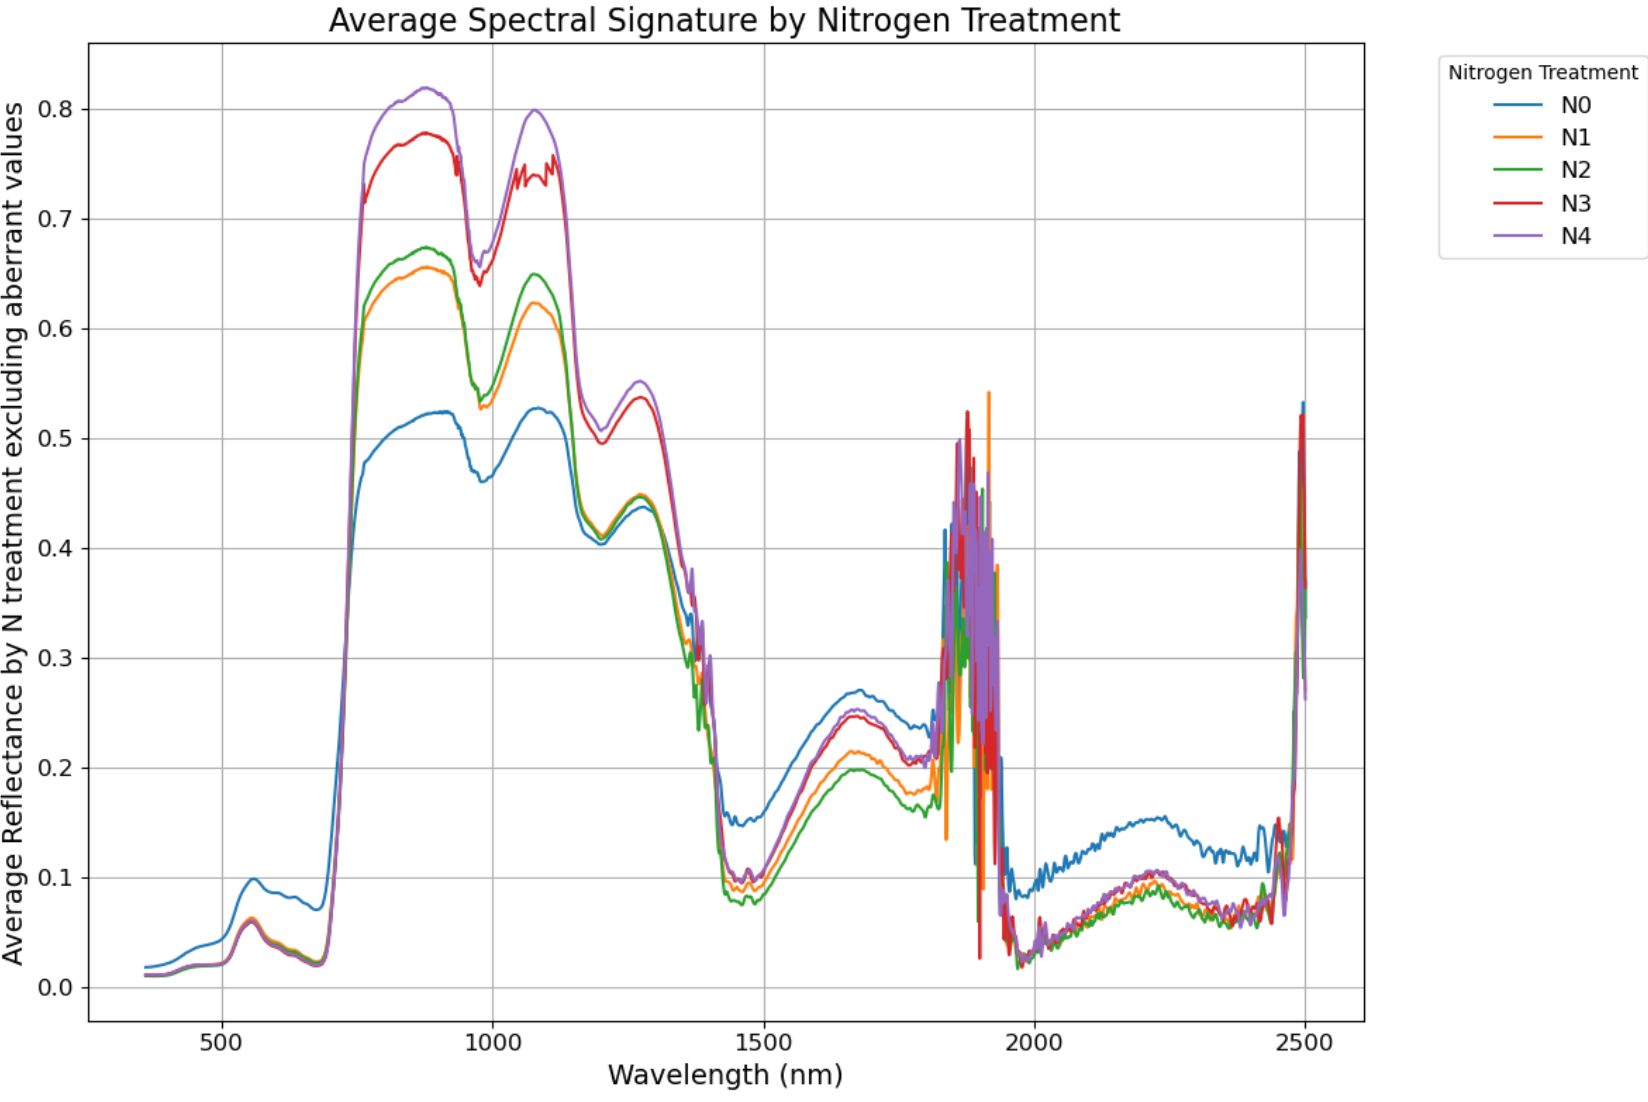 Average Spectral Signature by Nitrogen Treatment
Average Reflectance by N treatment excluding aberrant values
0.8
0.7
0.6
0.5
0.4
0.3
0.2
0.1
0.0
500
1000
1500
2000
2500
Wavelength (nm)
Nitrogen Treatment
N0
N1
N2
N3
N4